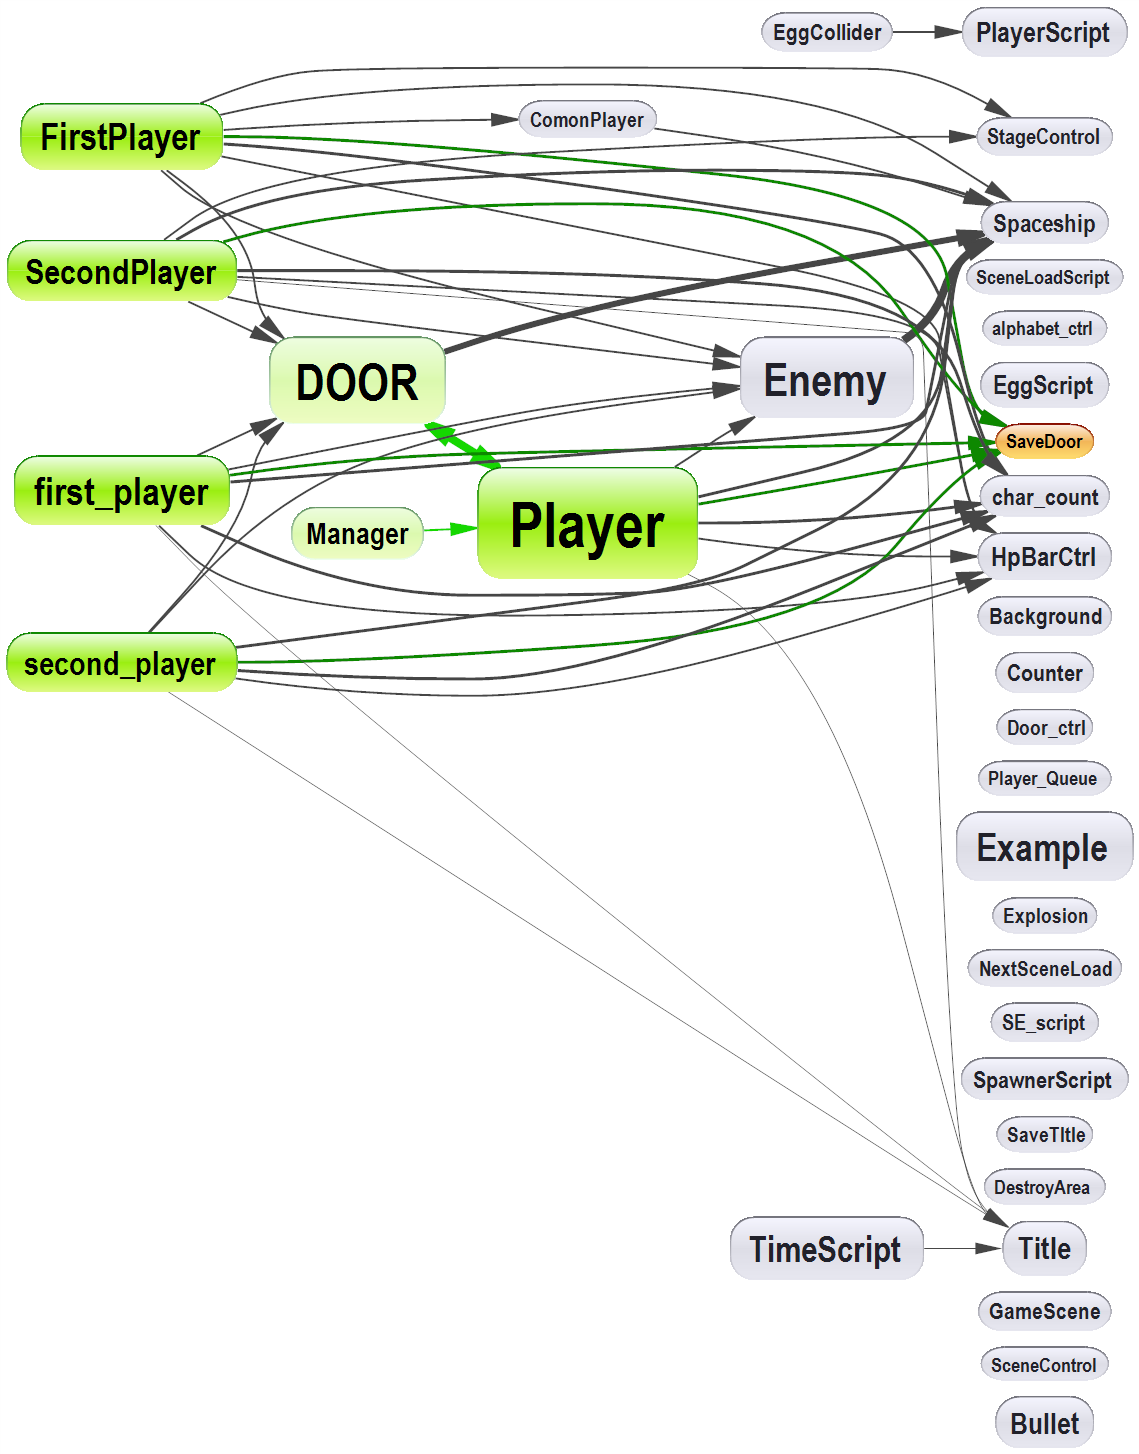 EggCollider
PlayerScript
ComonPlayer
FirstPlayer
StageControl
Spaceship
SecondPlayer
SceneLoadScript
alphabet_ctrl
DOOR
Enemy
EggScript
SaveDoor
first_player
char_count
Player
Manager
HpBarCtrl
Background
second_player
Counter
Door_ctrl
Player_Queue
Example
Explosion
NextSceneLoad
SE_script
SpawnerScript
SaveTItle
DestroyArea
TimeScript
Title
GameScene
SceneControl
Bullet